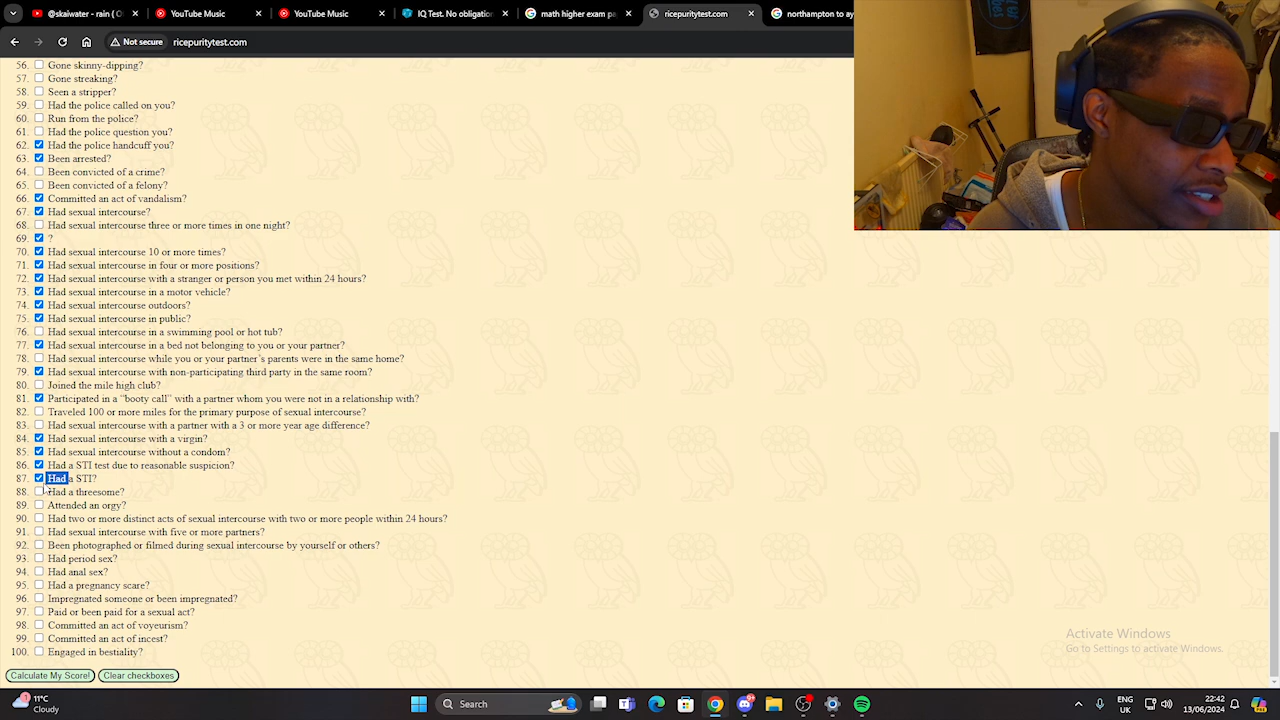 @skaiwater - rain (
YouTube Music
YouTube Music
IQ Test. No obligation
math higher exam pa
ricepuritytest.com
northampton to ay
Not secure
ricepuritytest.com
56. Gone skinny-dipping?
57. Gone streaking?
58. Seen a stripper?
59. Had the police called on you?
60. Run from the police?
61. Had the police question you?
62. Had the police handcuff you?
63. Been arrested?
64. Been convicted of a crime?
65. Been convicted of a felony?
66. Committed an act of vandalism?
67. Had sexual intercourse?
68. Had sexual intercourse three or more times in one night?
69. ?
70. Had sexual intercourse 10 or more times?
71. Had sexual intercourse in four or more positions?
72. Had sexual intercourse with a stranger or person you met within 24 hours?
73. Had sexual intercourse in a motor vehicle?
74. Had sexual intercourse outdoors?
75. Had sexual intercourse in public?
76. Had sexual intercourse in a swimming pool or hot tub?
77. Had sexual intercourse in a bed not belonging to you or your partner?
78. Had sexual intercourse while you or your partner's parents were in the same home?
79. Had sexual intercourse with non-participating third party in the same room?
80. Joined the mile high club?
81. Participated in a “booty call” with a partner whom you were not in a relationship with?
82. Traveled 100 or more miles for the primary purpose of sexual intercourse?
83. Had sexual intercourse with a partner with a 3 or more year age difference?
84. Had sexual intercourse with a virgin?
85. Had sexual intercourse without a condom?
86. Had a STI test due to reasonable suspicion?
87. Had a STI?
88. Had a threesome?
89. Attended an orgy?
90. Had two or more distinct acts of sexual intercourse with two or more people within 24 hours?
91. Had sexual intercourse with five or more partners?
92. Been photographed or filmed during sexual intercourse by yourself or others?
93. Had period sex?
94. Had anal sex?
95. Had a pregnancy scare?
96. Impregnated someone or been impregnated?
97. Paid or been paid for a sexual act?
98. Committed an act of voyeurism?
99. Committed an act of incest?
100. Engaged in bestiality?
Calculate My Score! Clear checkboxes
Activate Windows
Go to Settings to activate Windows.
11°C
Cloudy
Search
ENG
UK
22:42
13/06/2024